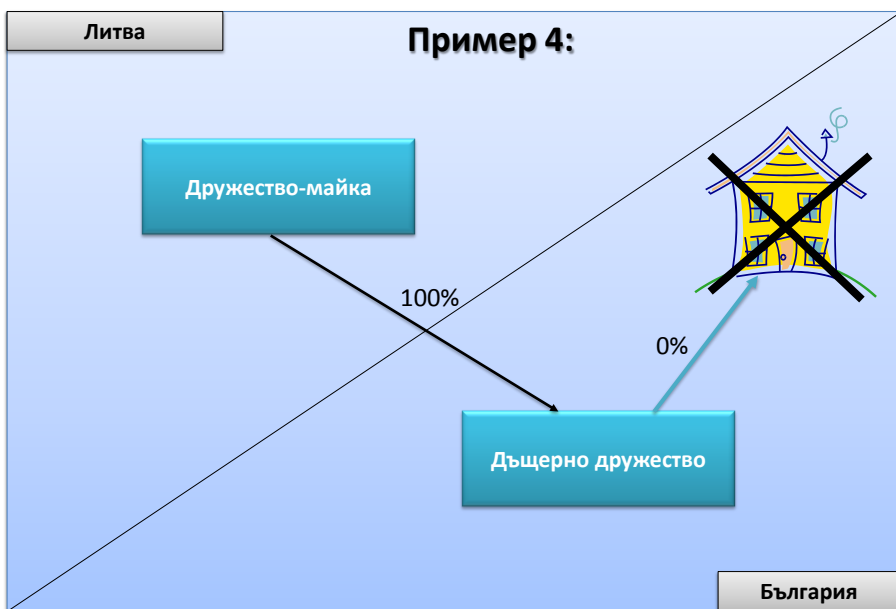 Литва
Пример 4:
Дружество-майка
100%
0%
Дъщерно дружество
България